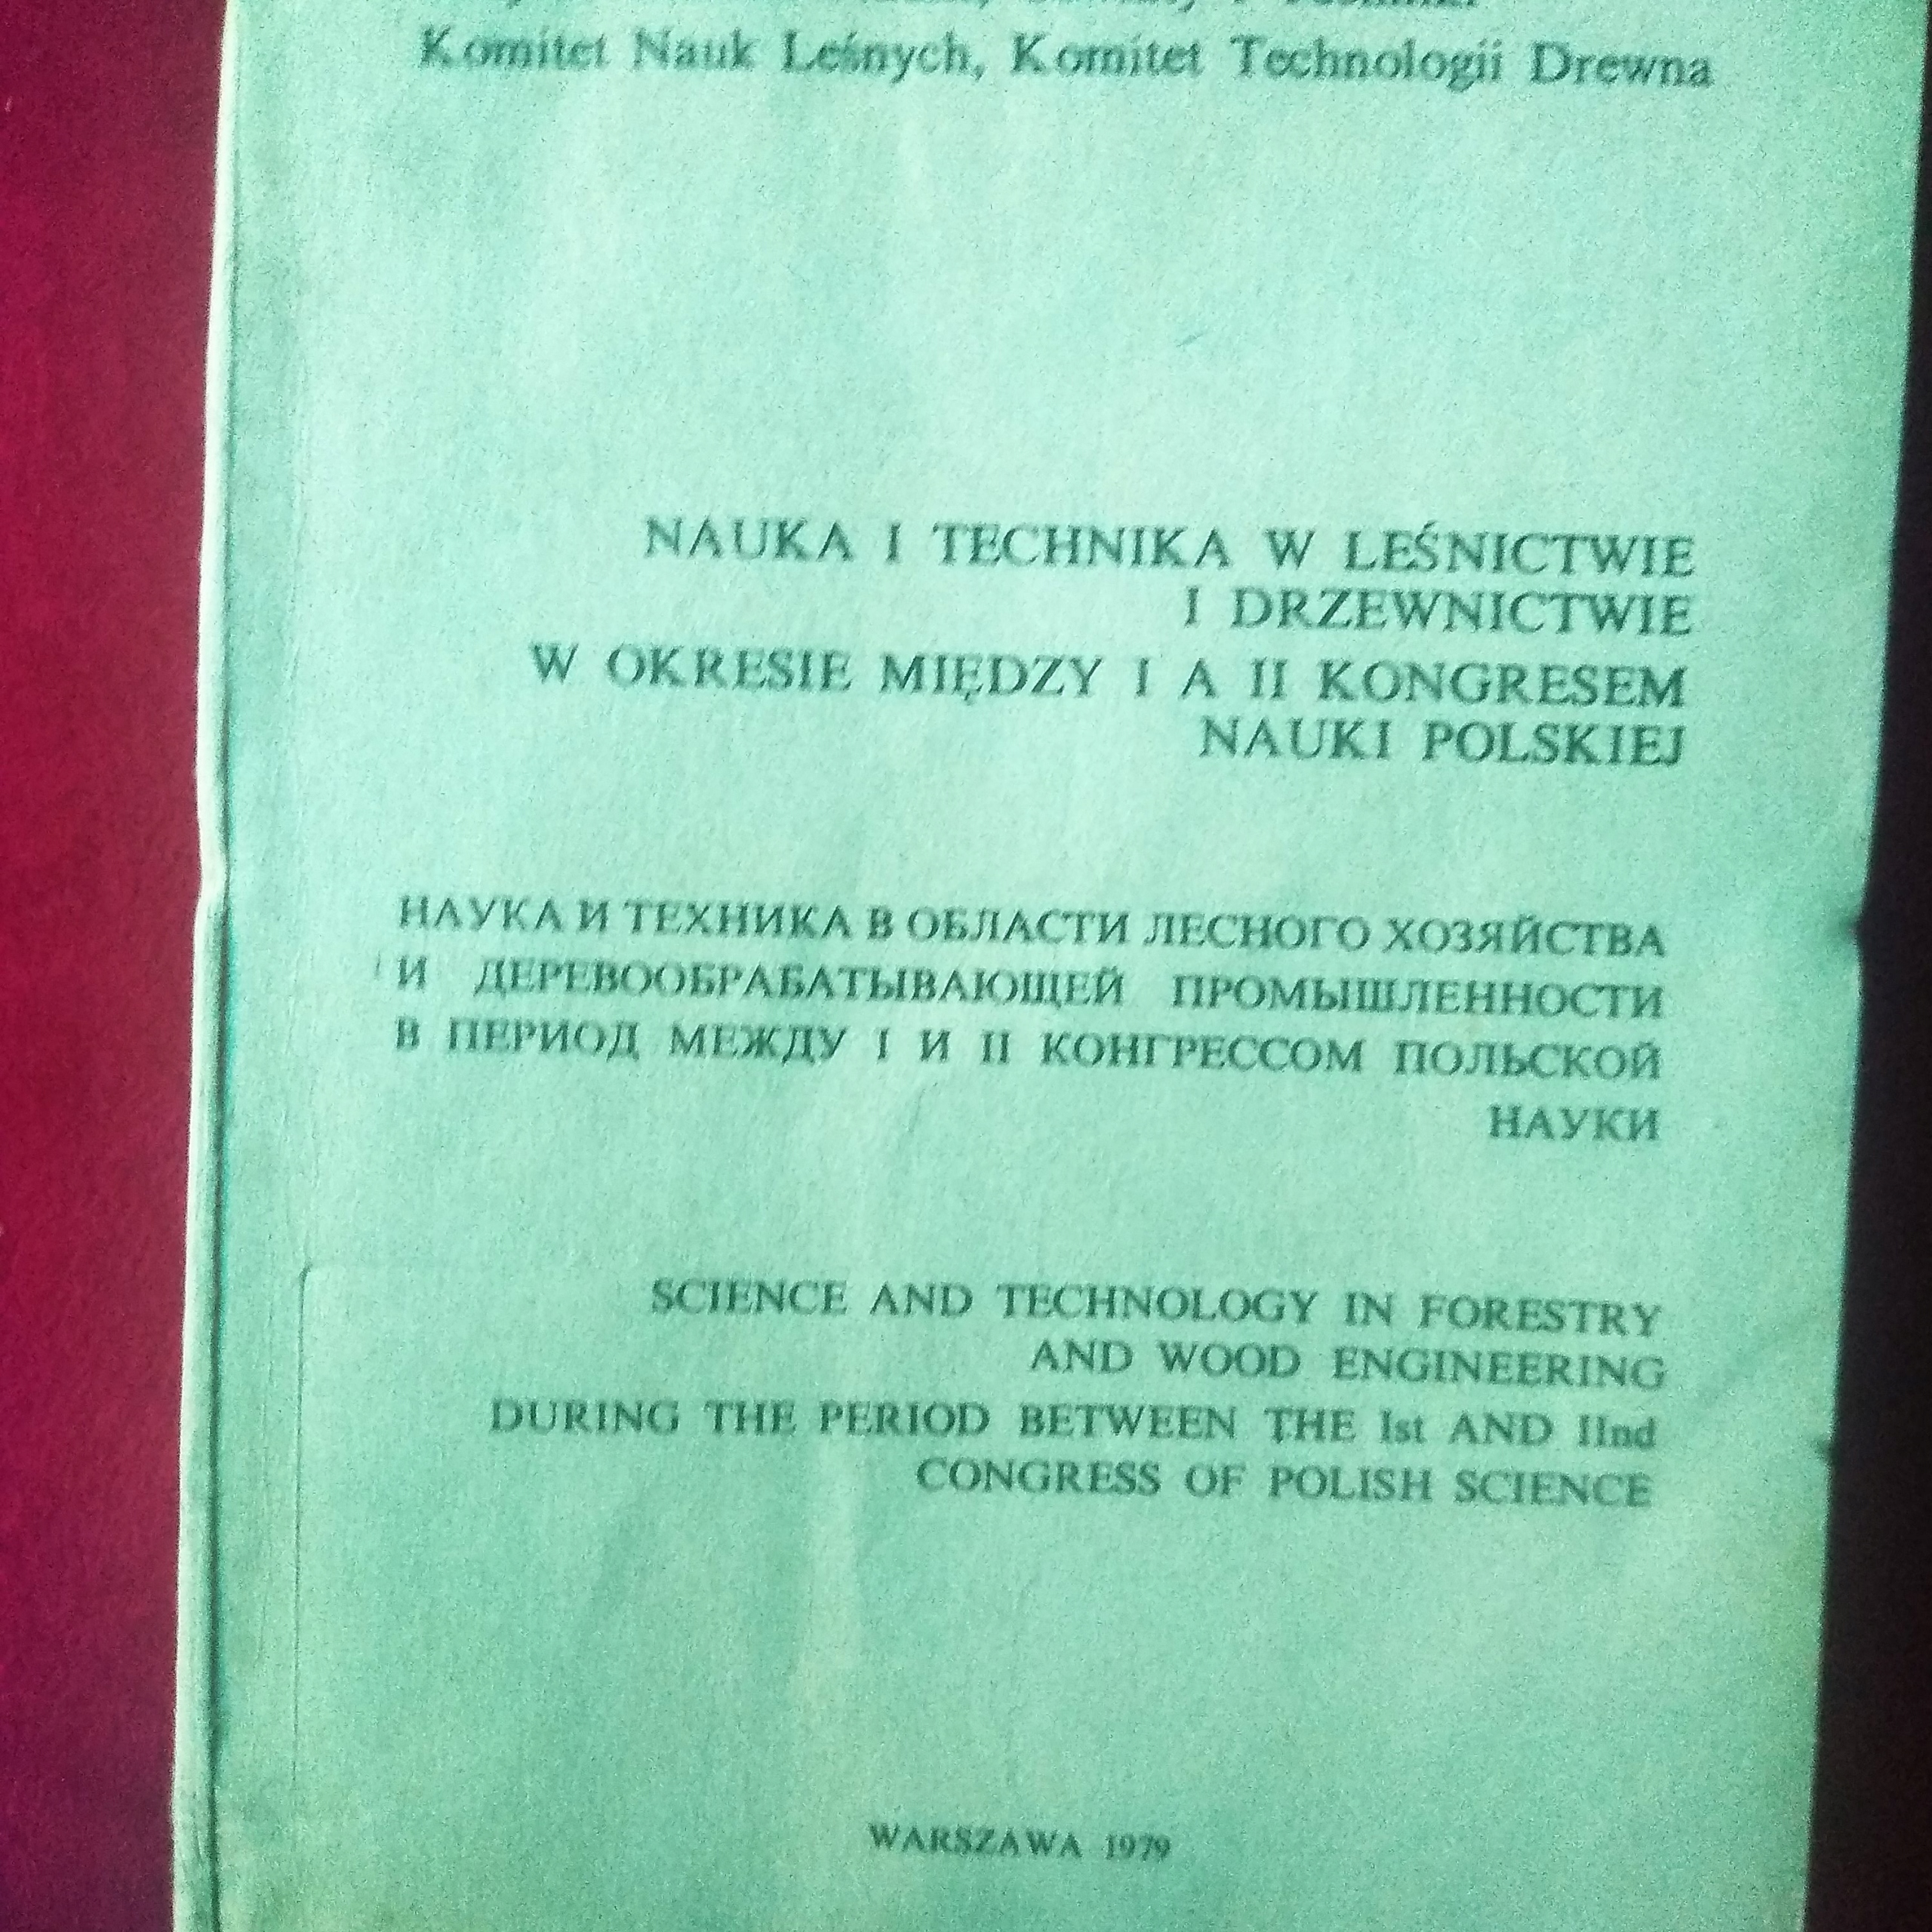 Komitet Nauk Leśnych, Komitet Technologii Drewna
NAUKA I TECHNIKA W LEŚNICTWIE
I DRZEWNICTWIE
W OKRESIE MIĘDZY I A II KONGRESEM
NAUKI POLSKIEJ
НАУКА И ТЕХНИКА В ОБЛАСТИ ЛЕСНОГО ХОЗЯЙСТВА
И ДЕРЕВООБРАБАТЫВАЮЩЕЙ ПРОМЫШЛЕННОСТИ
В ПЕРИОД МЕЖДУ I И II КОНГРЕССОМ ПОЛЬСКОЙ
НАУКИ
SCIENCE AND TECHNOLOGY IN FORESTRY
AND WOOD ENGINEERING
DURING THE PERIOD BETWEEN THE Ist AND IInd
CONGRESS OF POLISH SCIENCE
WARSZAWA 1979